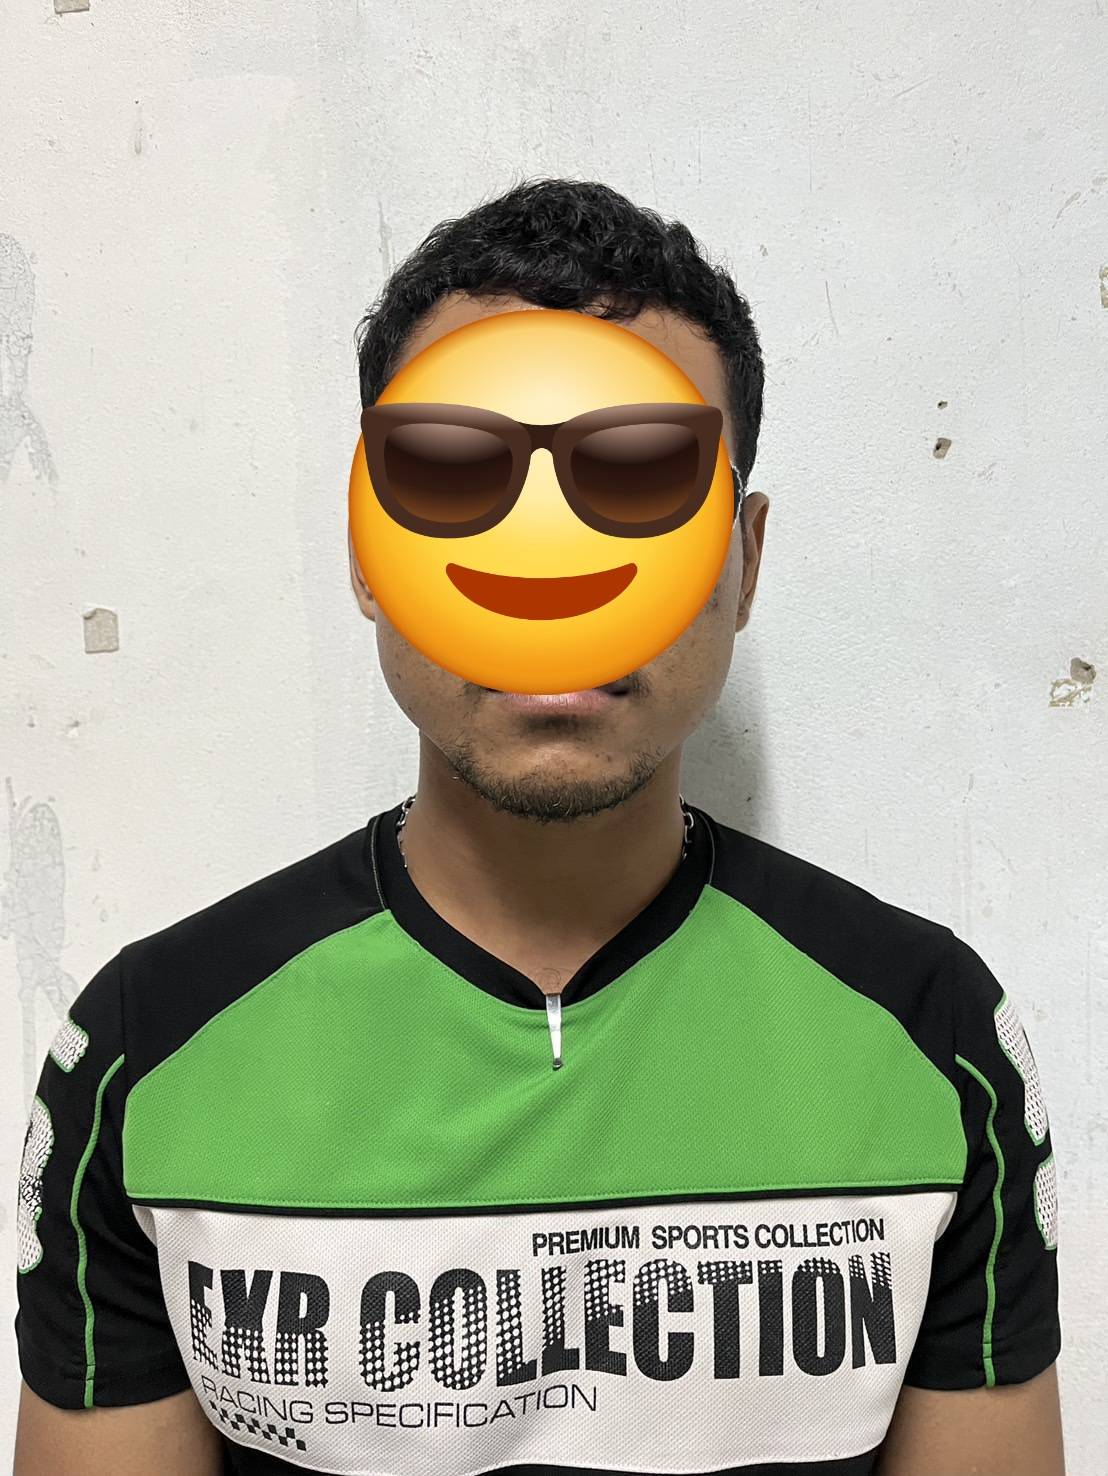 PREMIUM SPORTS COLLECTION
EXR COLLECTION
RACING SPECIFICATION